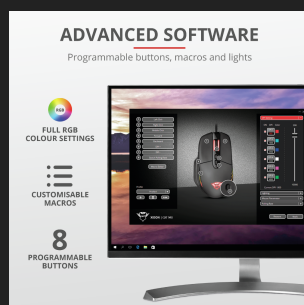 ADVANCED SOFTWARE
Programmable buttons, macros and lights
RGB
FULL RGB
COLOUR SETTINGS
CUSTOMISABLE
MACROS
8
PROGRAMMABLE
BUTTONS